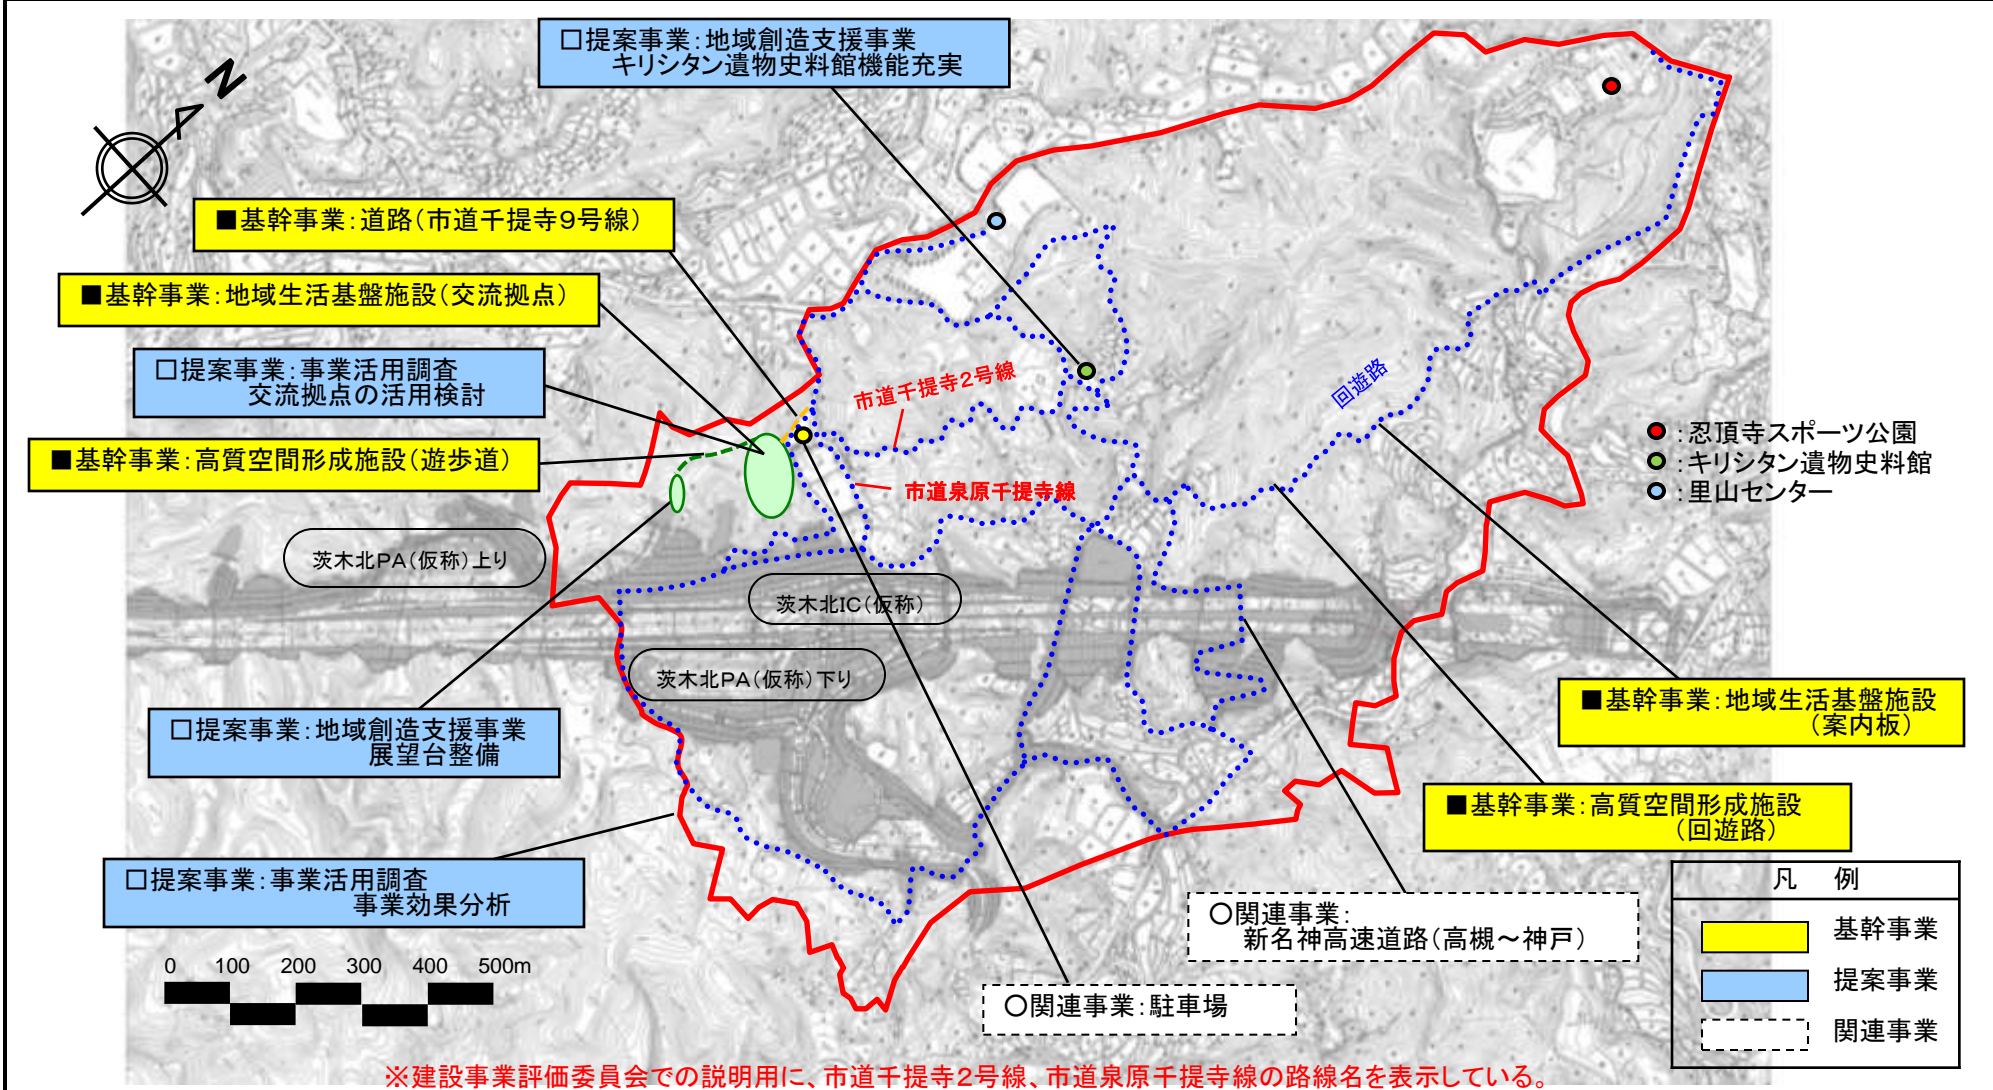 □提案事業:地域創造支援事業
キリシタン遺物史料館機能充実
N
■基幹事業:道路(市道千提寺9号線)
■基幹事業:地域生活基盤施設(交流拠点)
□提案事業:事業活用調査
交流拠点の活用検討
■基幹事業:高質空間形成施設(遊歩道)
市道千提寺2号線
市道泉原千提寺線
回遊路
:忍頂寺スポーツ公園
:キリシタン遺物史料館
:里山センター
茨木北PA(仮称)上り
茨木北IC(仮称)
茨木北PA(仮称)下り
□提案事業:地域創造支援事業
展望台整備
■基幹事業:地域生活基盤施設
(案内板)
■基幹事業:高質空間形成施設
(回遊路)
□提案事業:事業活用調査
事業効果分析
○関連事業:
新名神高速道路(高槻～神戸)
○関連事業:駐車場
0 100 200 300 400 500m
凡 例
基幹事業
提案事業
関連事業
※建設事業評価委員会での説明用に、市道千提寺2号線、市道泉原千提寺線の路線名を表示している。